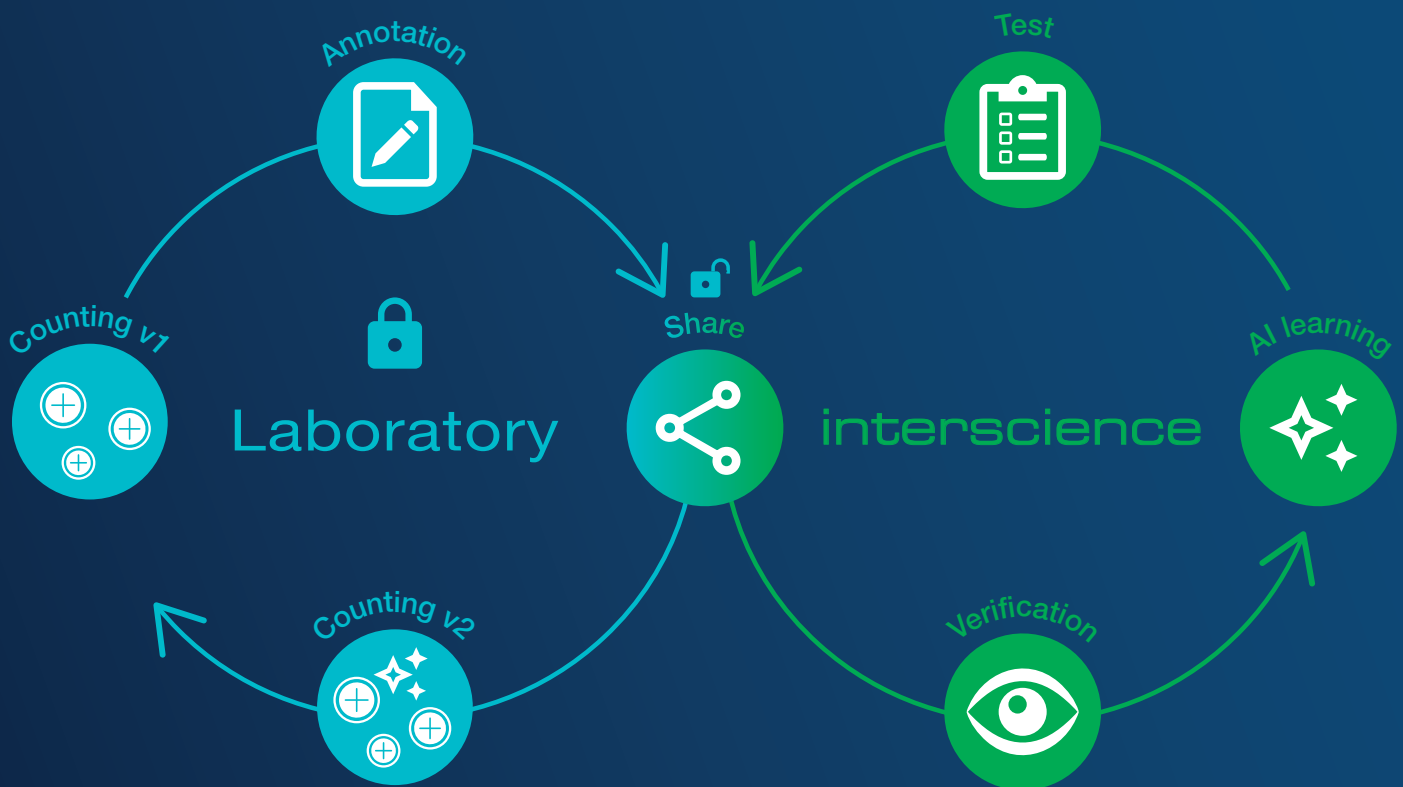 Annotation
Test
Counting v1
Share
AI learning
Laboratory
interscience
Counting v2
Verification